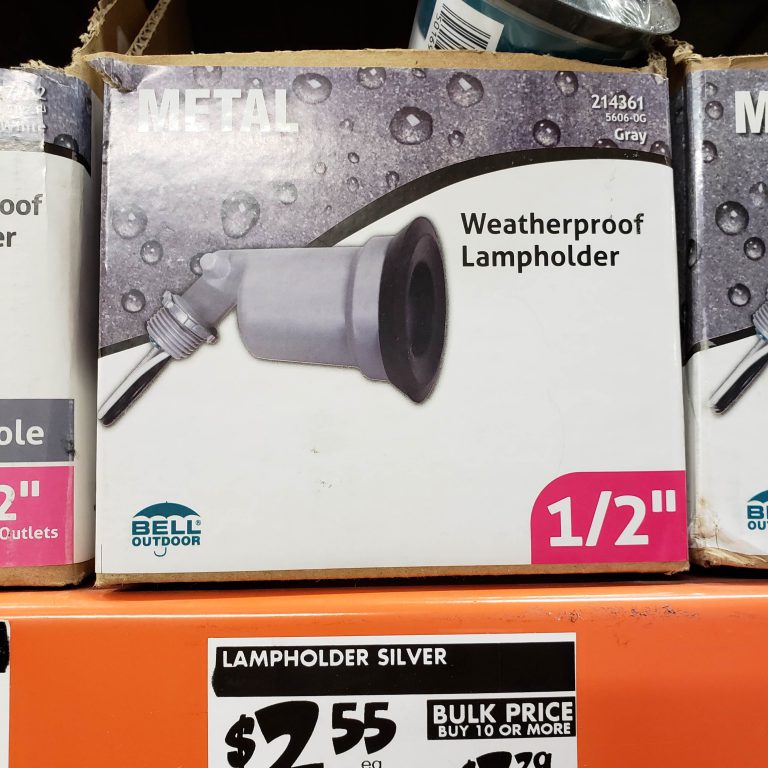 METAL
214361
5606-0G
Gray
Weatherproof
Lampholder
BELL®
OUTDOOR
1/2"
oof
er
ole
2"
Outlets
M
LAMPHOLDER SILVER
$2 55
ea
BULK PRICE
BUY 10 OR MORE